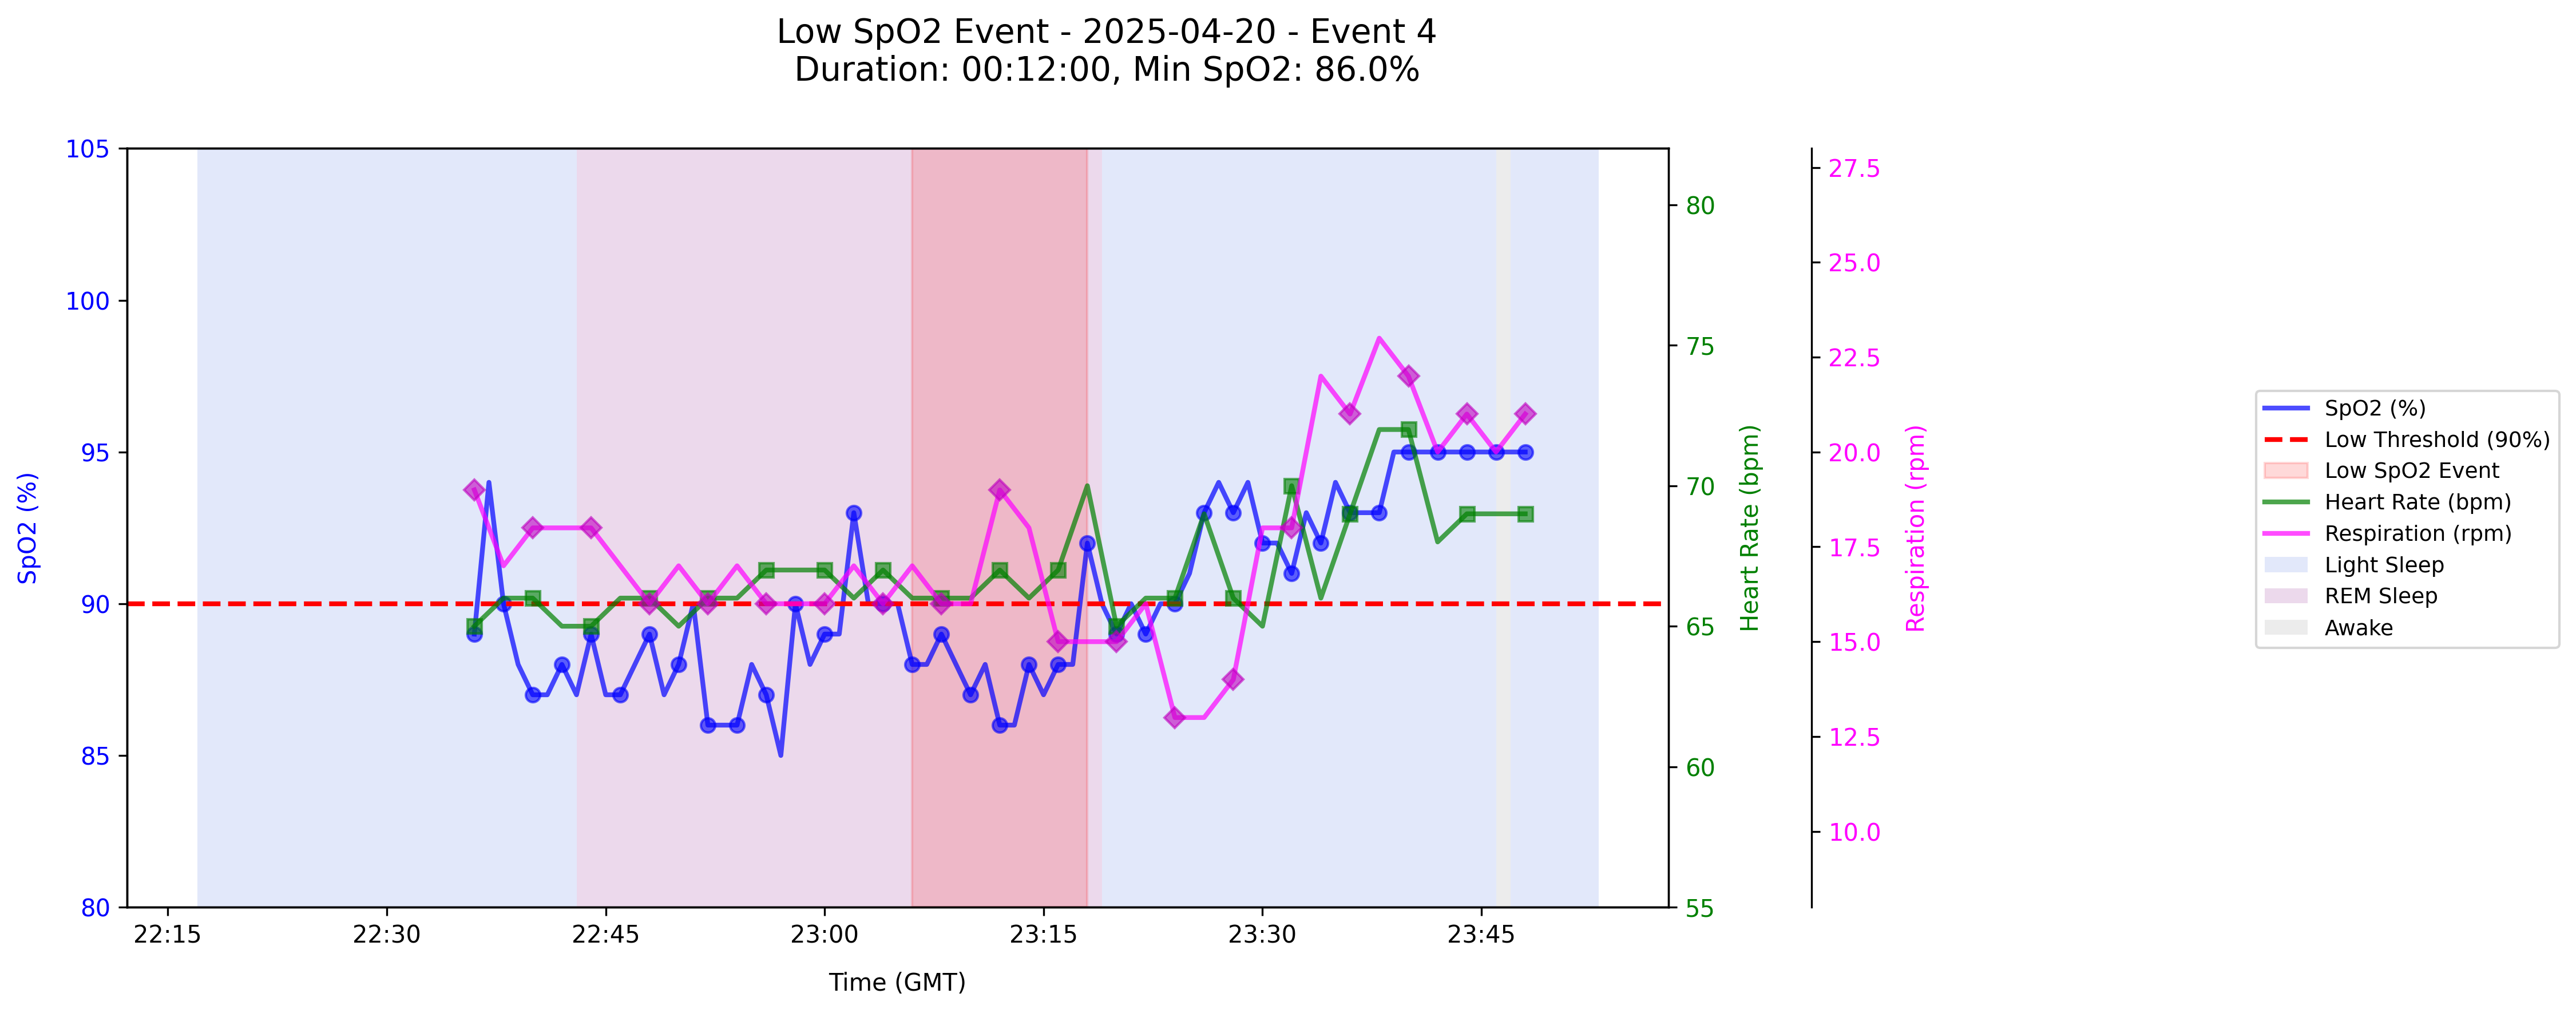 Low SpO2 Event - 2025-04-20 - Event 4
Duration: 00:12:00, Min SpO2: 86.0%
105
100
95
90
85
80
SpO2 (%)
22:15
22:30
22:45
23:00
23:15
23:30
23:45
Time (GMT)
80
75
70
65
60
55
Heart Rate (bpm)
27.5
25.0
22.5
20.0
17.5
15.0
12.5
10.0
Respiration (rpm)
SpO2 (%)
Low Threshold (90%)
Low SpO2 Event
Heart Rate (bpm)
Respiration (rpm)
Light Sleep
REM Sleep
Awake